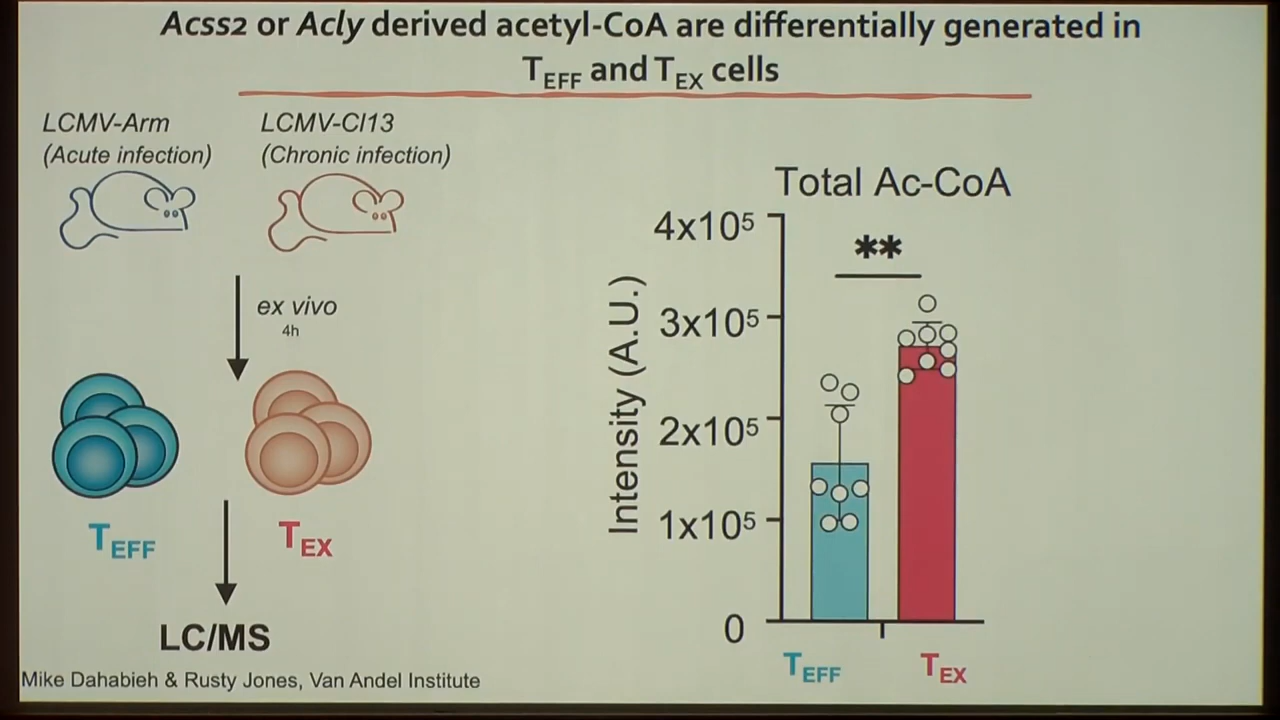 Acss2 or Acly derived acetyl-CoA are differentially generated in
TEFF and TEX cells
LCMV-Arm
(Acute infection)
LCMV-Cl13
(Chronic infection)
ex vivo
4h
TEFF
TEX
LC/MS
Mike Dahabieh & Rusty Jones, Van Andel Institute
Total Ac-CoA
Intensity (A.U.)
4x10⁵
3x10⁵
2x10⁵
1x10⁵
0
**
TEFF
TEX